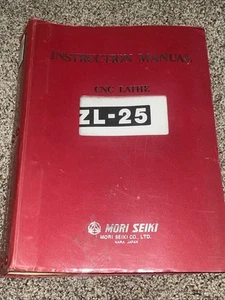 INSTRUCTION MANUAL
CNC LATHE
ZL-25
MORI SEIKI
MORI SEIKI CO., LTD.
NARA JAPAN